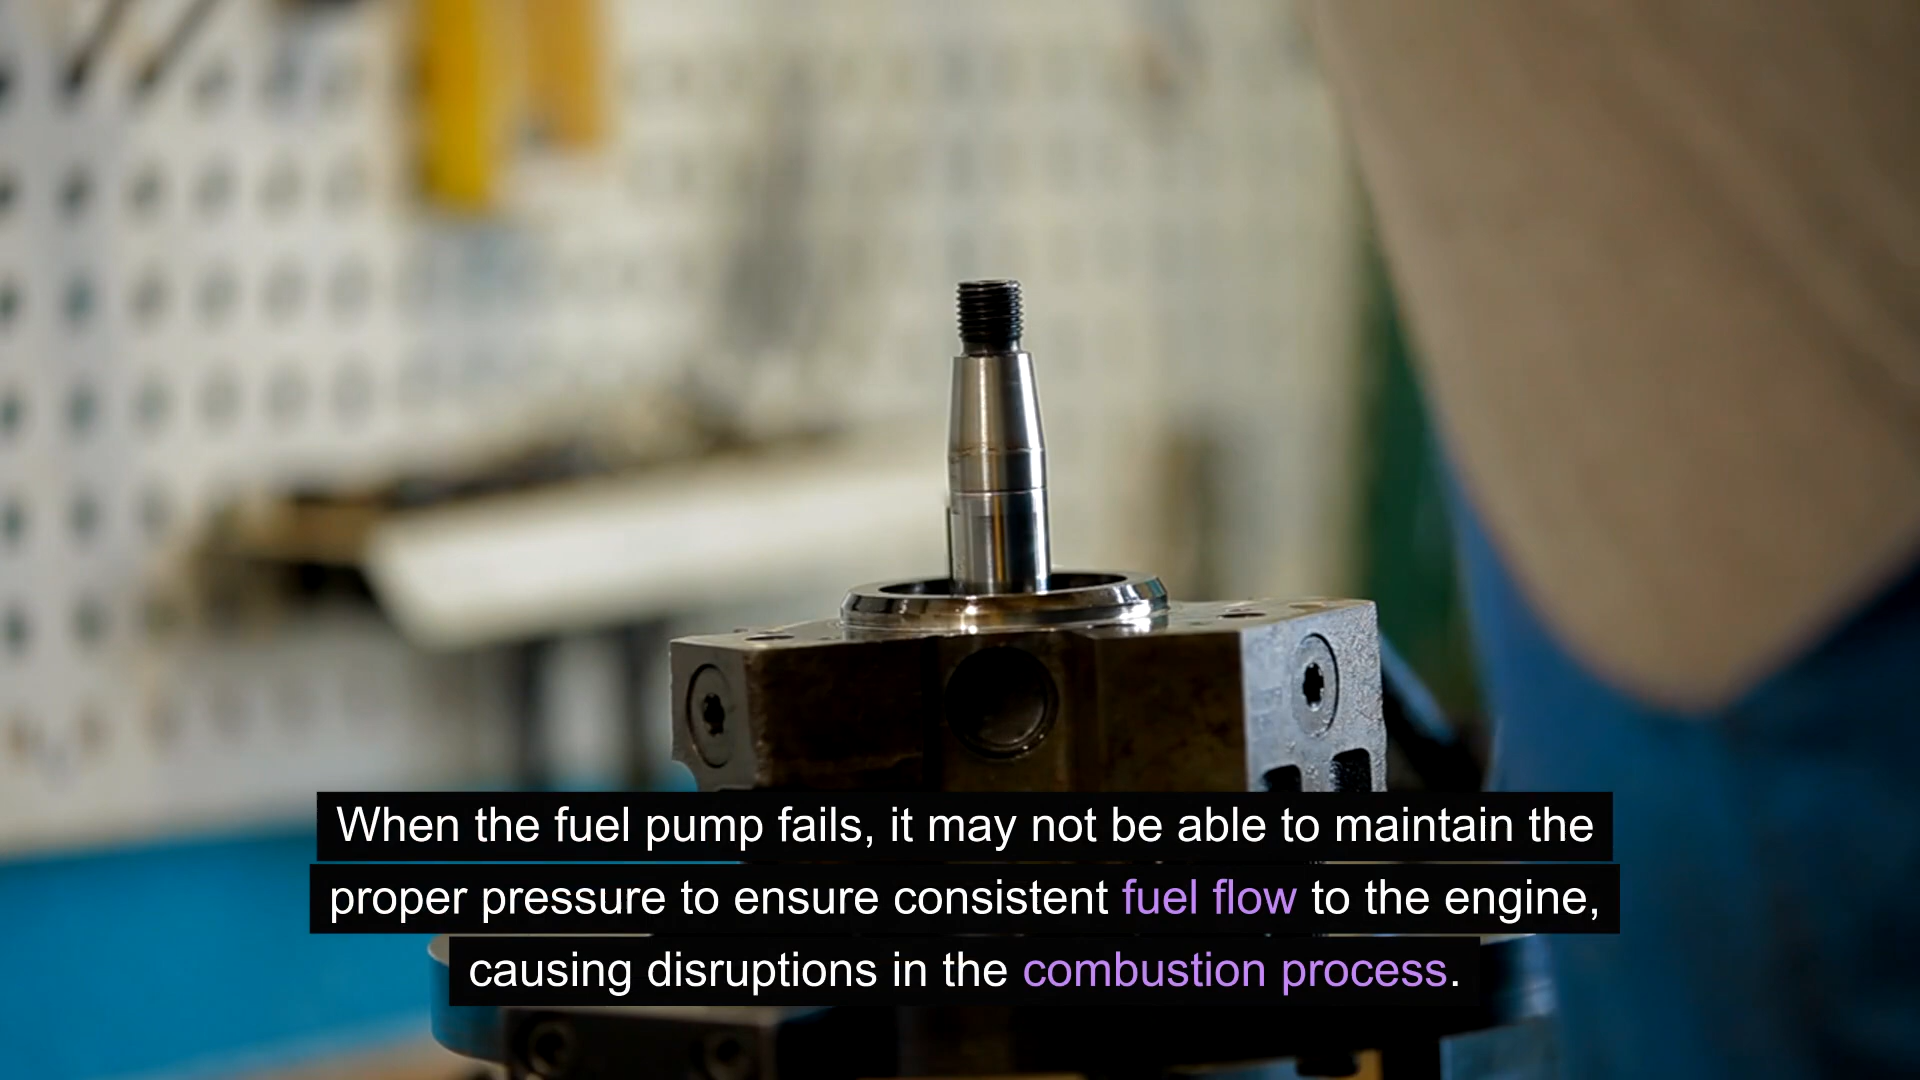 When the fuel pump fails, it may not be able to maintain the
proper pressure to ensure consistent fuel flow to the engine,
causing disruptions in the combustion process.